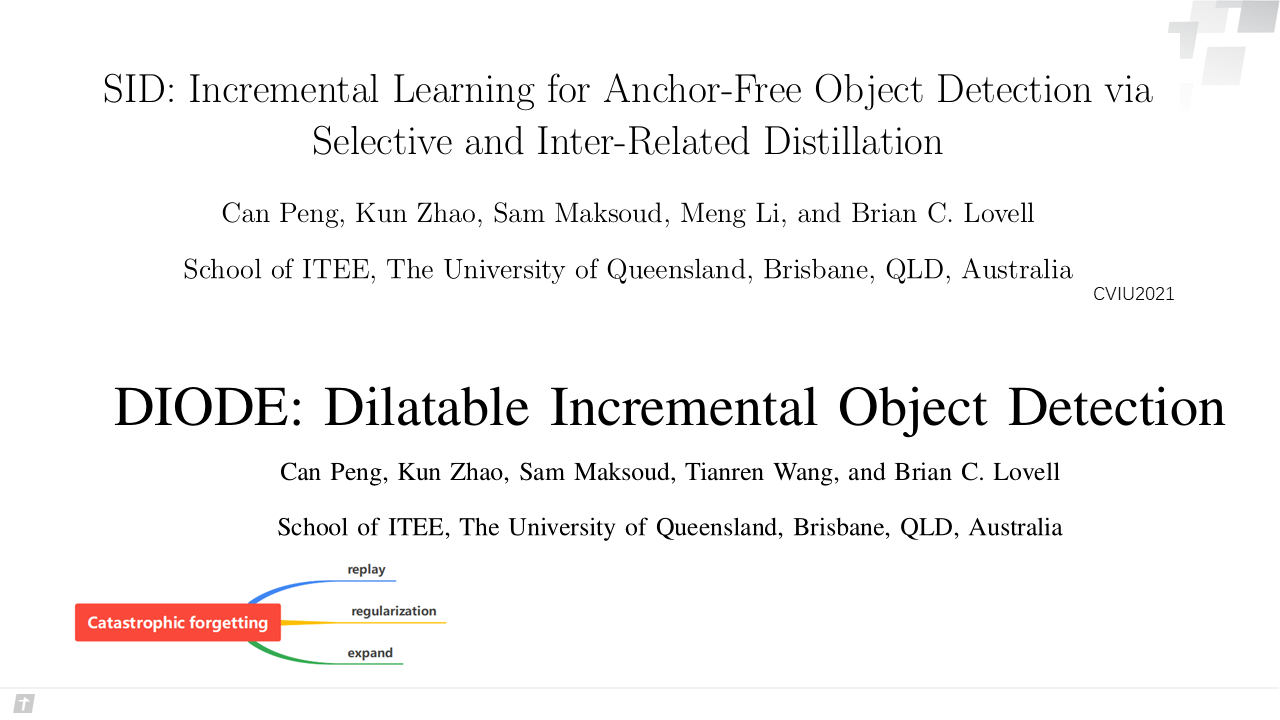 SID: Incremental Learning for Anchor-Free Object Detection via
Selective and Inter-Related Distillation
Can Peng, Kun Zhao, Sam Maksoud, Meng Li, and Brian C. Lovell
School of ITEE, The University of Queensland, Brisbane, QLD, Australia
CVIU2021
DIODE: Dilatable Incremental Object Detection
Can Peng, Kun Zhao, Sam Maksoud, Tianren Wang, and Brian C. Lovell
School of ITEE, The University of Queensland, Brisbane, QLD, Australia
replay
regularization
Catastrophic forgetting
expand